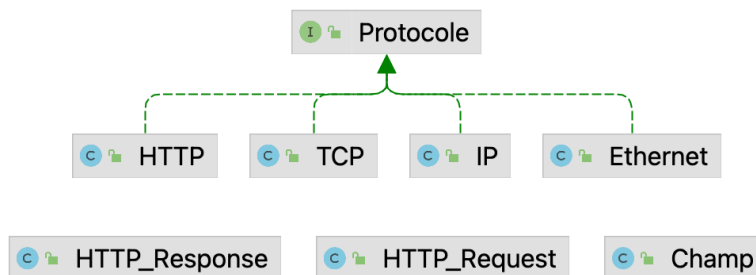 I Protocole
C HTTP C TCP C IP C Ethernet
C HTTP_Response C HTTP_Request C Champ